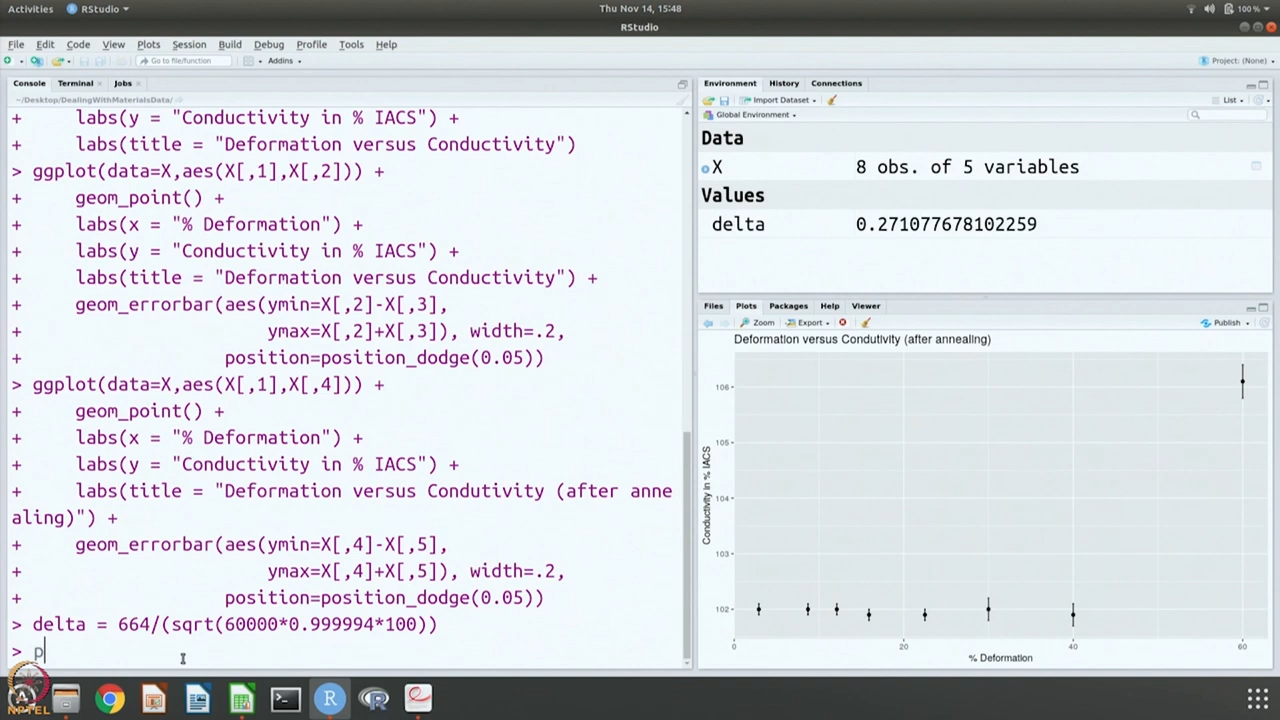 Activities RStudio Thu Nov 14, 15:48 100 %
RStudio
File Edit Code View Plots Session Build Debug Profile Tools Help
Go to file/function Addins Project: (None)
Console Terminal Jobs
~/Desktop/DealingWithMaterialsData/
+ labs(y = "Conductivity in % IACS") +
+ labs(title = "Deformation versus Conductivity")
> ggplot(data=X,aes(X[,1],X[,2])) +
+ geom_point() +
+ labs(x = "% Deformation") +
+ labs(y = "Conductivity in % IACS") +
+ labs(title = "Deformation versus Conductivity") +
+ geom_errorbar(aes(ymin=X[,2]-X[,3],
+ ymax=X[,2]+X[,3]), width=.2,
+ position=position_dodge(0.05))
> ggplot(data=X,aes(X[,1],X[,4])) +
+ geom_point() +
+ labs(x = "% Deformation") +
+ labs(y = "Conductivity in % IACS") +
+ labs(title = "Deformation versus Condutivity (after anne
aling)") +
+ geom_errorbar(aes(ymin=X[,4]-X[,5],
+ ymax=X[,4]+X[,5]), width=.2,
+ position=position_dodge(0.05))
> delta = 664/(sqrt(60000*0.999994*100))
> p
Environment History Connections
Import Dataset List
Global Environment
Data
X 8 obs. of 5 variables
Values
delta 0.271077678102259
Files Plots Packages Help Viewer
Zoom Export Publish
Deformation versus Condutivity (after annealing)
106
105
104
103
102
Conductivity in % IACS
0 20 40 60
% Deformation
NPTEL